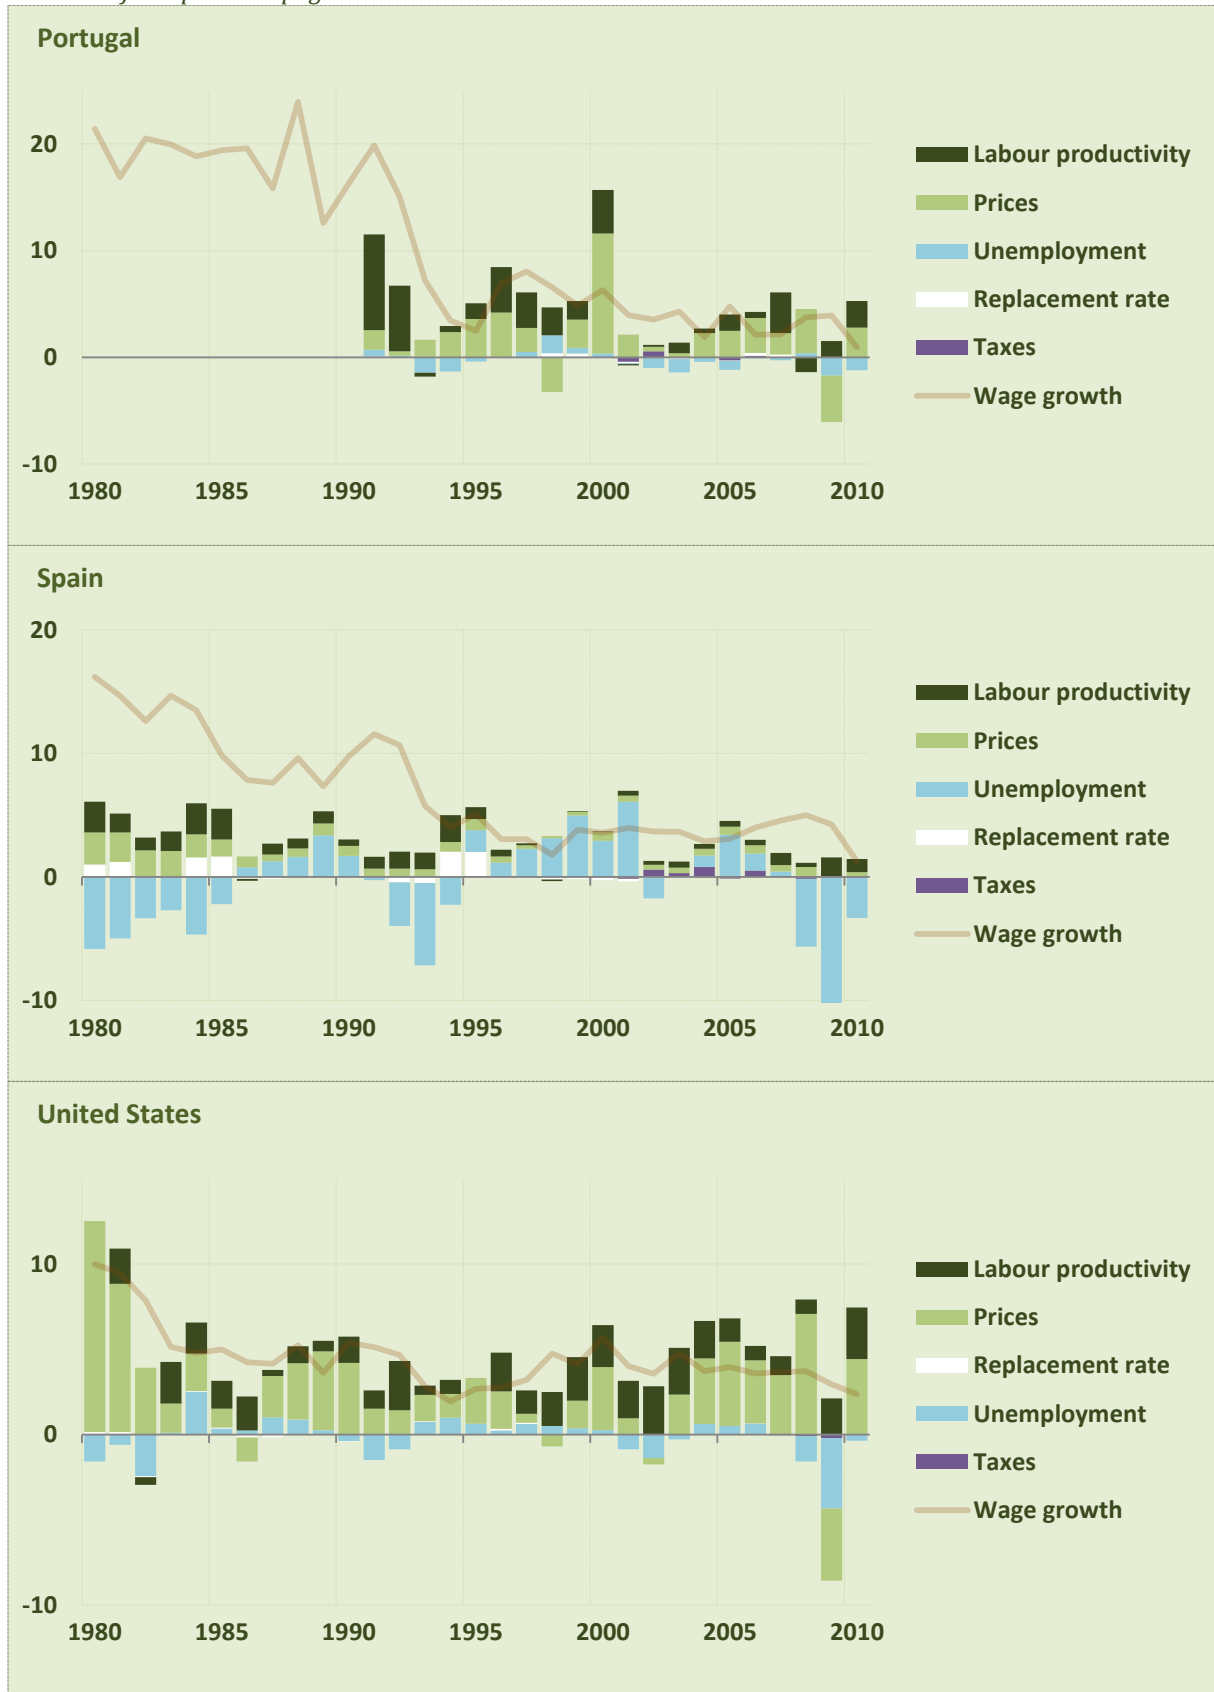 Portugal
20
10
0
-10
1980 1985 1990 1995 2000 2005 2010
Labour productivity
Prices
Unemployment
Replacement rate
Taxes
Wage growth
Spain
20
10
0
-10
1980 1985 1990 1995 2000 2005 2010
Labour productivity
Prices
Unemployment
Replacement rate
Taxes
Wage growth
United States
10
0
-10
1980 1985 1990 1995 2000 2005 2010
Labour productivity
Prices
Replacement rate
Unemployment
Taxes
Wage growth